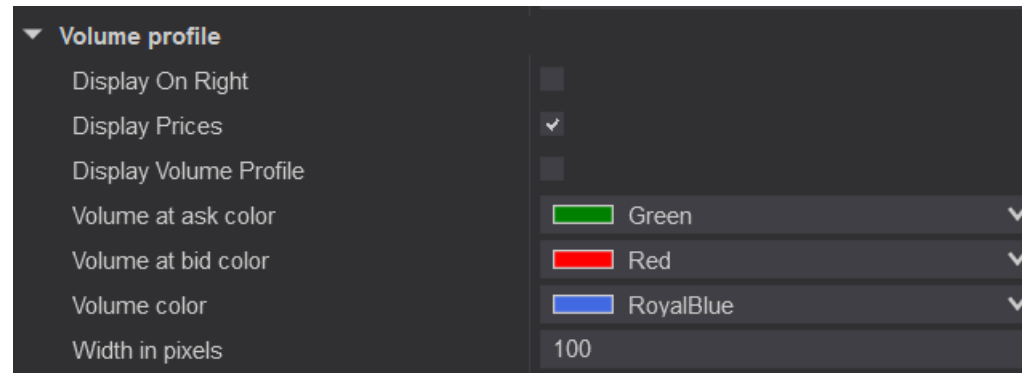 Volume profile
Display On Right
Display Prices
Display Volume Profile
Volume at ask color Green
Volume at bid color Red
Volume color RoyalBlue
Width in pixels 100